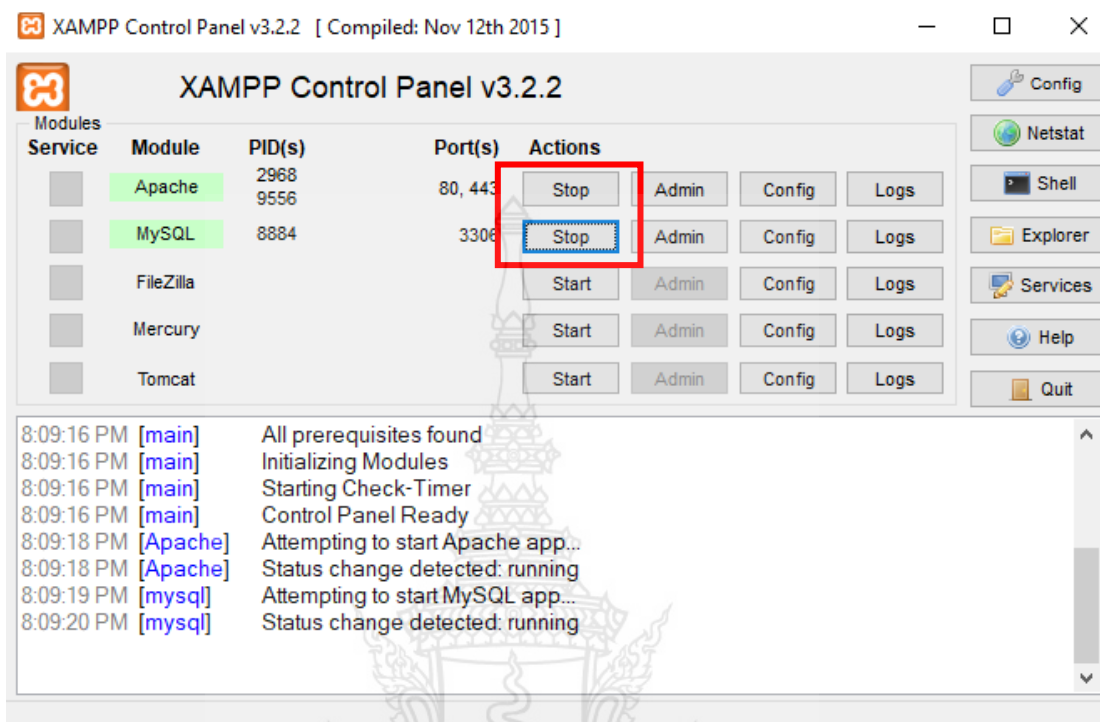 XAMPP Control Panel v3.2.2 [ Compiled: Nov 12th 2015 ]
XAMPP Control Panel v3.2.2
Config
Modules
Service Module PID(s) Port(s) Actions
Netstat
Apache 2968 9556 80, 443 Stop Admin Config Logs
Shell
MySQL 8884 3306 Stop Admin Config Logs
Explorer
FileZilla Start Admin Config Logs
Services
Mercury Start Admin Config Logs
Help
Tomcat Start Admin Config Logs
Quit
8:09:16 PM [main] All prerequisites found
8:09:16 PM [main] Initializing Modules
8:09:16 PM [main] Starting Check-Timer
8:09:16 PM [main] Control Panel Ready
8:09:18 PM [Apache] Attempting to start Apache app...
8:09:18 PM [Apache] Status change detected: running
8:09:19 PM [mysql] Attempting to start MySQL app...
8:09:20 PM [mysql] Status change detected: running